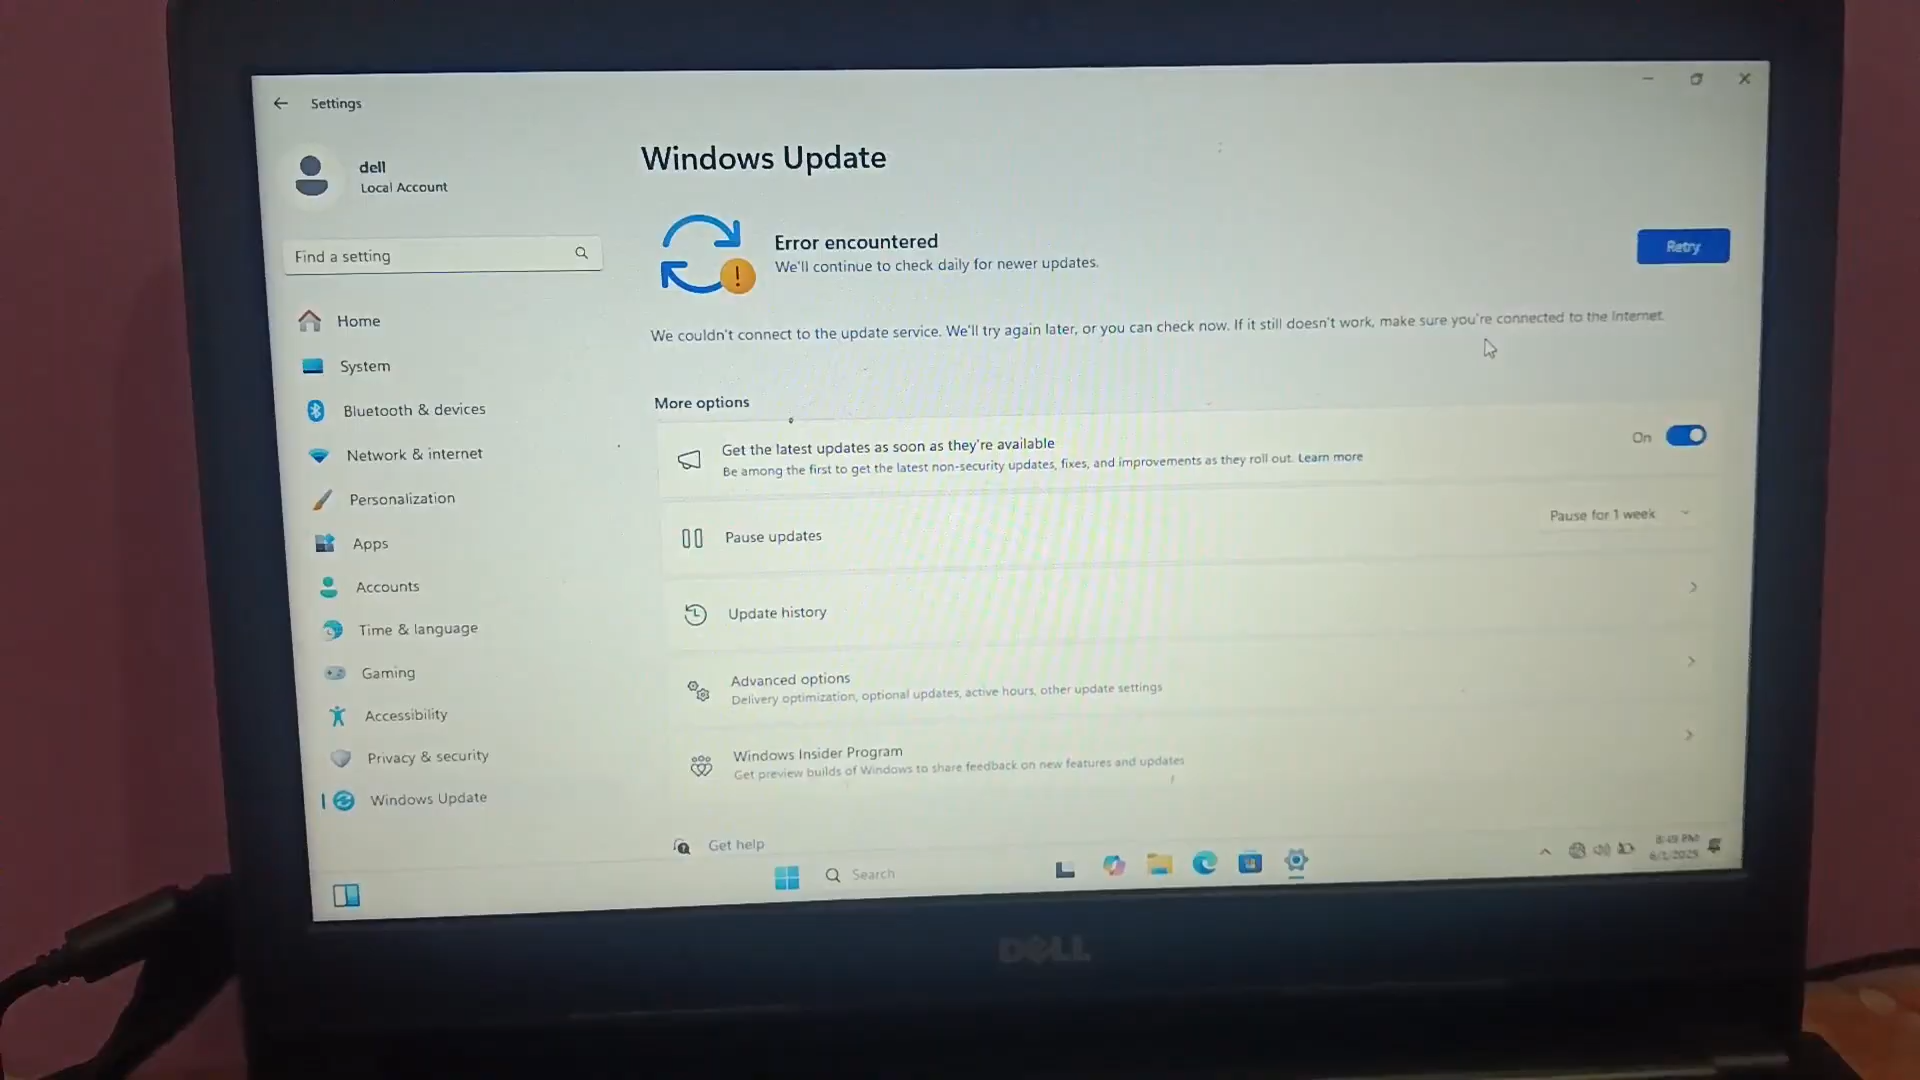 Settings
dell
Local Account
Find a setting
Home
System
Bluetooth & devices
Network & internet
Personalization
Apps
Accounts
Time & language
Gaming
Accessibility
Privacy & security
Windows Update
Windows Update
Error encountered
We'll continue to check daily for newer updates.
Retry
We couldn't connect to the update service. We'll try again later, or you can check now. If it still doesn't work, make sure you're connected to the Internet.
More options
Get the latest updates as soon as they're available
Be among the first to get the latest non-security updates, fixes, and improvements as they roll out. Learn more
On
Pause updates
Pause for 1 week
Update history
Advanced options
Delivery optimization, optional updates, active hours, other update settings
Windows Insider Program
Get preview builds of Windows to share feedback on new features and updates
Get help
Search
8:49 PM
DELL